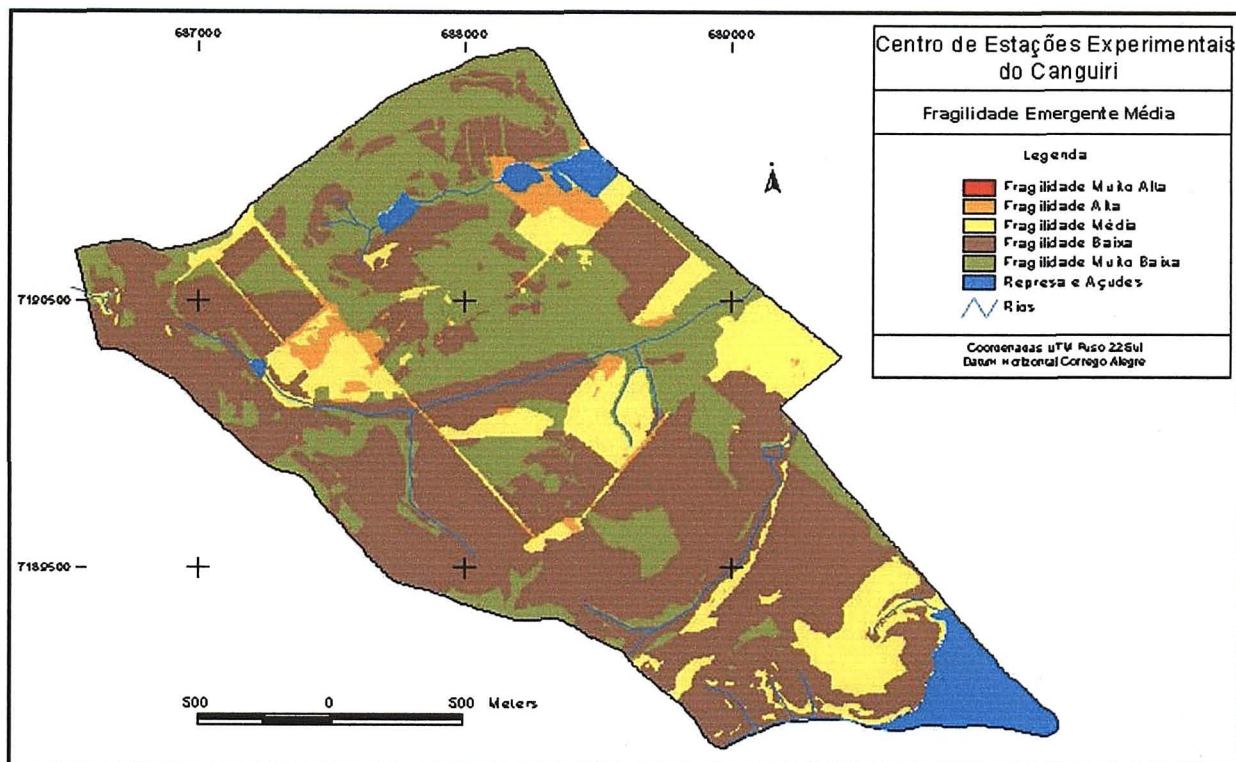 687000 688000 689000
Centro de Estações Experimentais
do Canguiri
Fragilidade Emergente Média
Legenda
Fragilidade Muito Alta
Fragilidade Alta
Fragilidade Média
Fragilidade Baixa
Fragilidade Muito Baixa
Represa e Açudes
Rios
Coordenadas UTM Fuso 22 Sul
Datum Horizontal Corrego Alegre
7190500
7189500
500 0 500 Meters